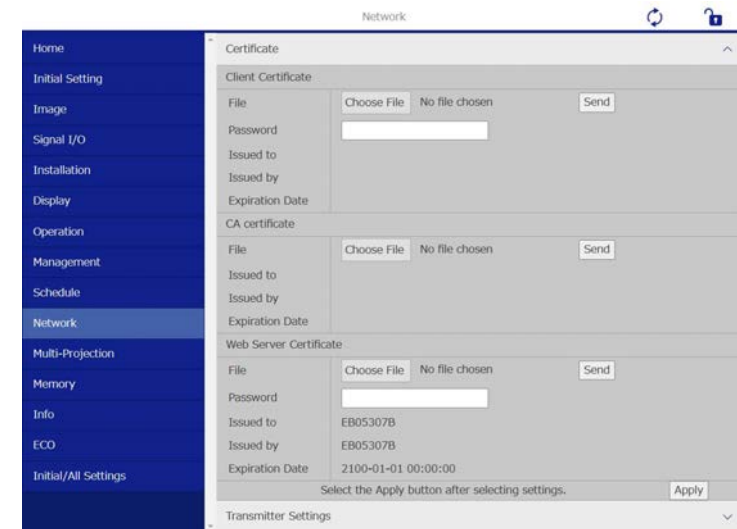 Network
Home
Initial Setting
Image
Signal I/O
Installation
Display
Operation
Management
Schedule
Network
Multi-Projection
Memory
Info
ECO
Initial/All Settings
Certificate
Client Certificate
File Choose File No file chosen Send
Password
Issued to
Issued by
Expiration Date
CA certificate
File Choose File No file chosen Send
Issued to
Issued by
Expiration Date
Web Server Certificate
File Choose File No file chosen Send
Password
Issued to EB05307B
Issued by EB05307B
Expiration Date 2100-01-01 00:00:00
Select the Apply button after selecting settings. Apply
Transmitter Settings